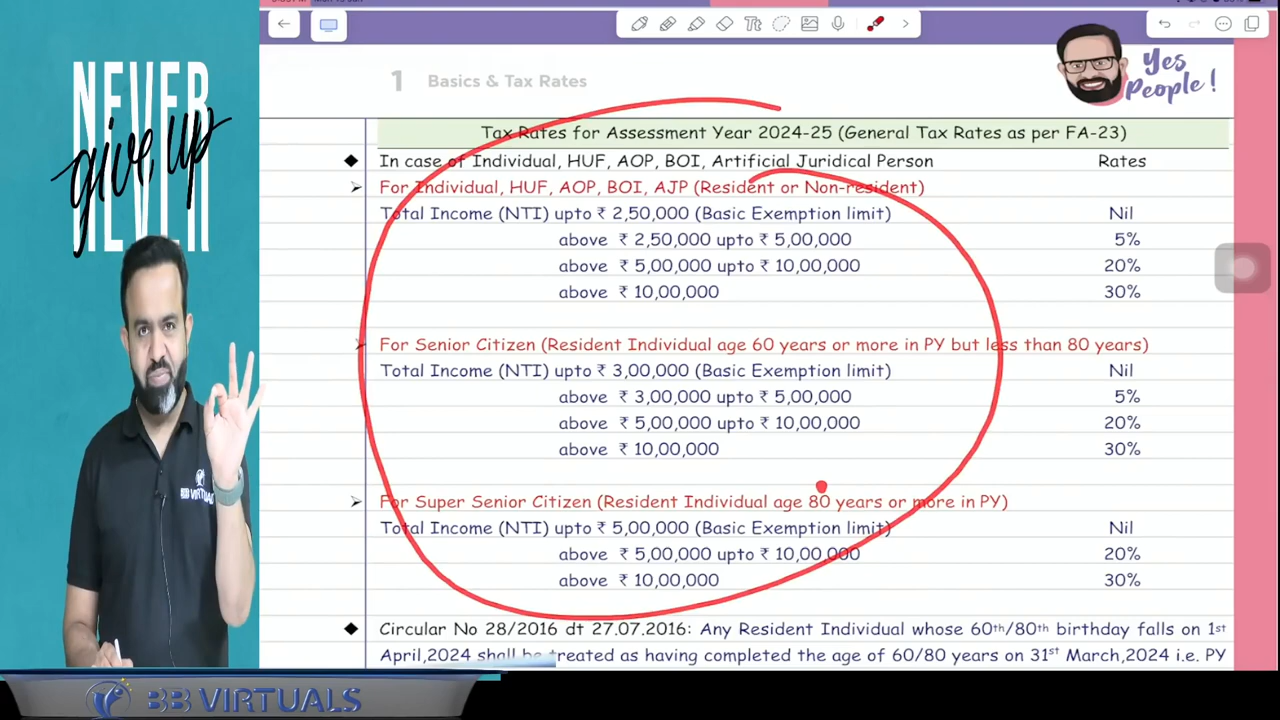 NEVER
give up
NEVER
BB VIRTUALS
1 Basics & Tax Rates
Yes
People!
Tax Rates for Assessment Year 2024-25 (General Tax Rates as per FA-23)
◆ In case of Individual, HUF, AOP, BOI, Artificial Juridical Person Rates
➢ For Individual, HUF, AOP, BOI, AJP (Resident or Non-resident)
Total Income (NTI) upto ₹ 2,50,000 (Basic Exemption limit) Nil
above ₹ 2,50,000 upto ₹ 5,00,000 5%
above ₹ 5,00,000 upto ₹ 10,00,000 20%
above ₹ 10,00,000 30%
➢ For Senior Citizen (Resident Individual age 60 years or more in PY but less than 80 years)
Total Income (NTI) upto ₹ 3,00,000 (Basic Exemption limit) Nil
above ₹ 3,00,000 upto ₹ 5,00,000 5%
above ₹ 5,00,000 upto ₹ 10,00,000 20%
above ₹ 10,00,000 30%
➢ For Super Senior Citizen (Resident Individual age 80 years or more in PY)
Total Income (NTI) upto ₹ 5,00,000 (Basic Exemption limit) Nil
above ₹ 5,00,000 upto ₹ 10,00,000 20%
above ₹ 10,00,000 30%
◆ Circular No 28/2016 dt 27.07.2016: Any Resident Individual whose 60th/80th birthday falls on 1st
April,2024 shall be treated as having completed the age of 60/80 years on 31st March,2024 i.e. PY
BB VIRTUALS